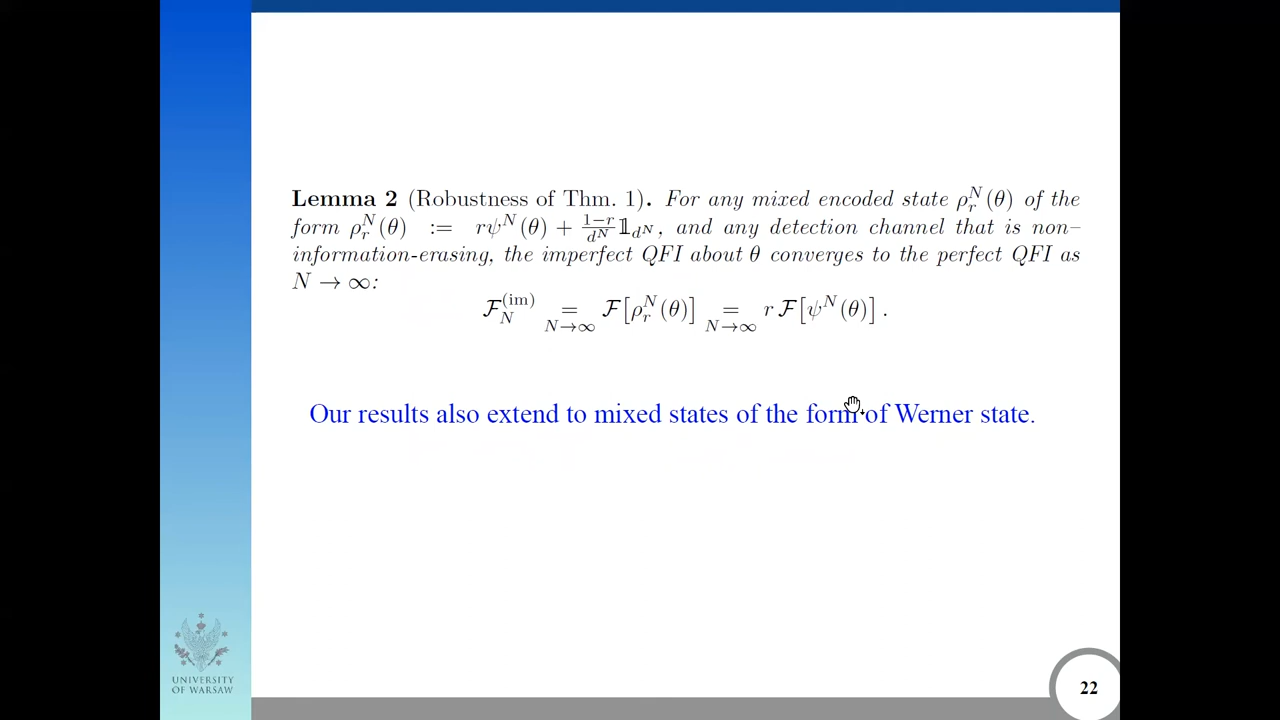 Lemma 2 (Robustness of Thm. 1). For any mixed encoded state ρ_r^N(θ) of the
form ρ_r^N(θ) := rψ^N(θ) + \frac{1−r}{d^N} 𝟙_{d^N}, and any detection channel that is non–
information-erasing, the imperfect QFI about θ converges to the perfect QFI as
N → ∞:
ℱ_N^{(im)} =_{N→∞} ℱ[ρ_r^N(θ)] =_{N→∞} r ℱ[ψ^N(θ)] .
Our results also extend to mixed states of the form of Werner state.
UNIVERSITY
OF WARSAW
22